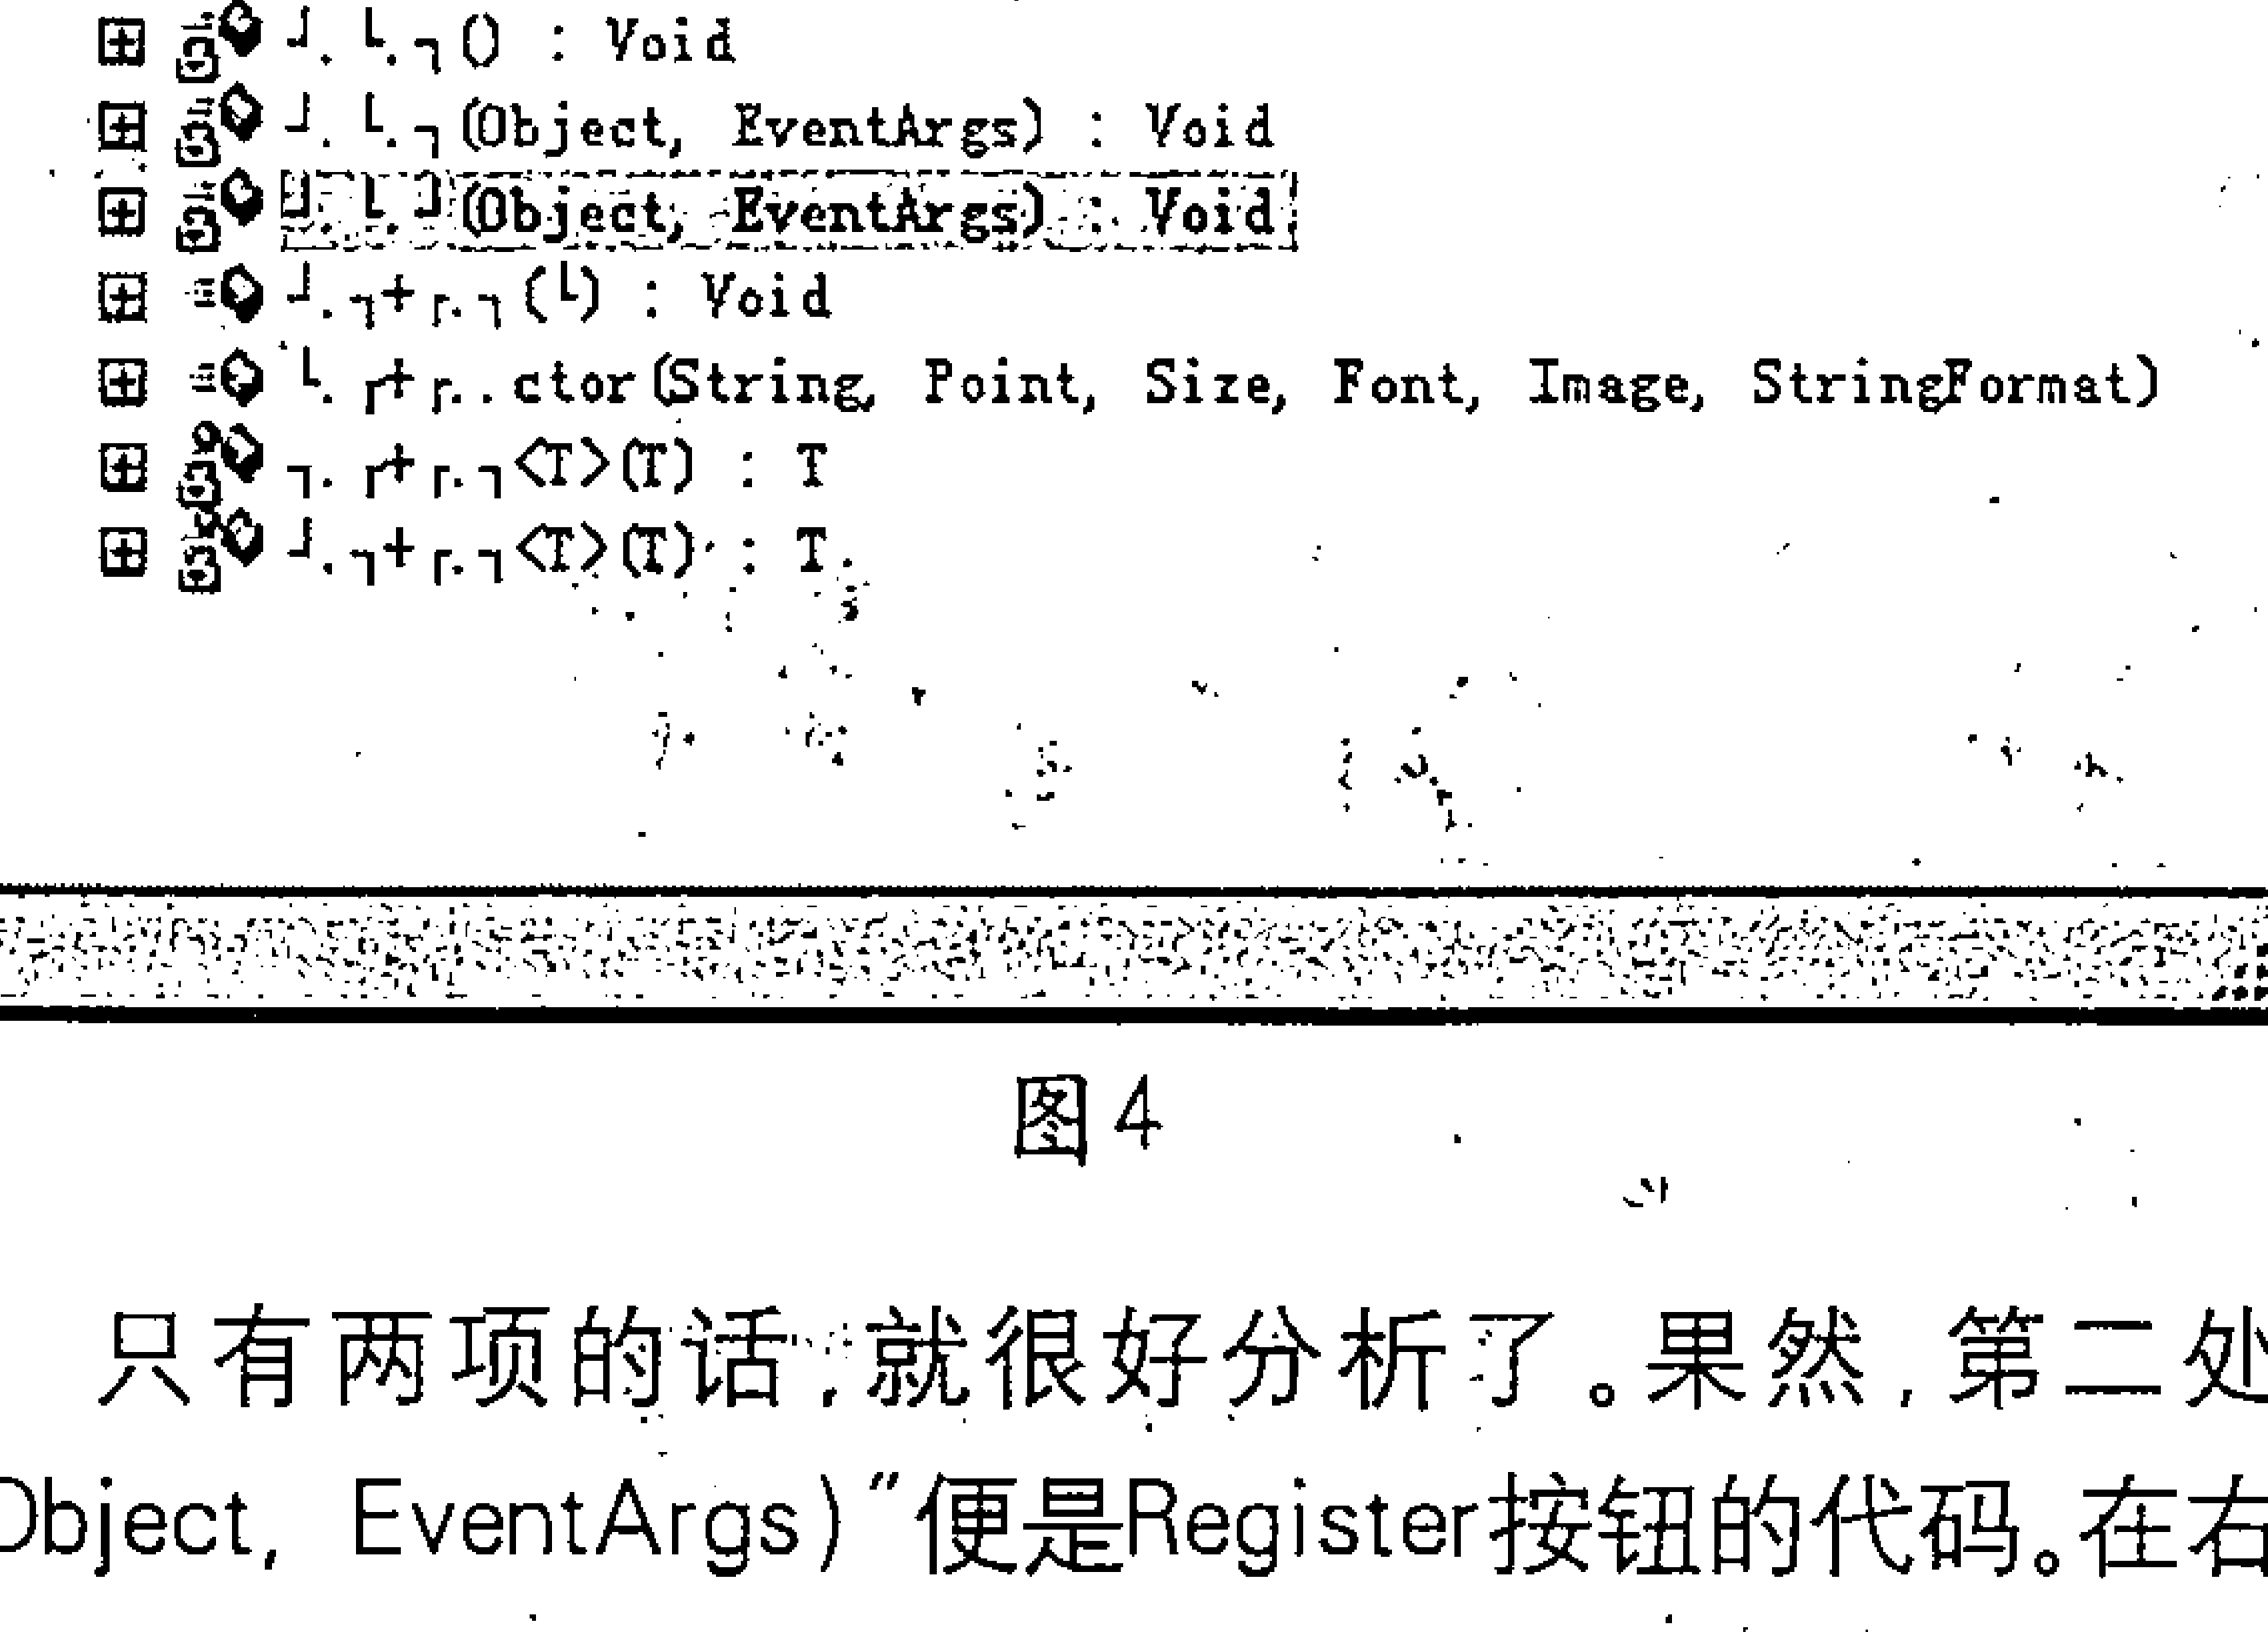 ┘.└.┐() : Void
┘.└.┐(Object, EventArgs) : Void
┘.└.┘(Object, EventArgs) : Void
┘.┐+┌.┐(└) : Void
└.┌+┌..ctor(String, Point, Size, Font, Image, StringFormat)
┐.┌+┌.┐<T>(T) : T
┘.┐+┌.┐<T>(T) : T
图4
只有两项的话,就很好分析了。果然,第二处
Object, EventArgs)"便是Register按钮的代码。在右